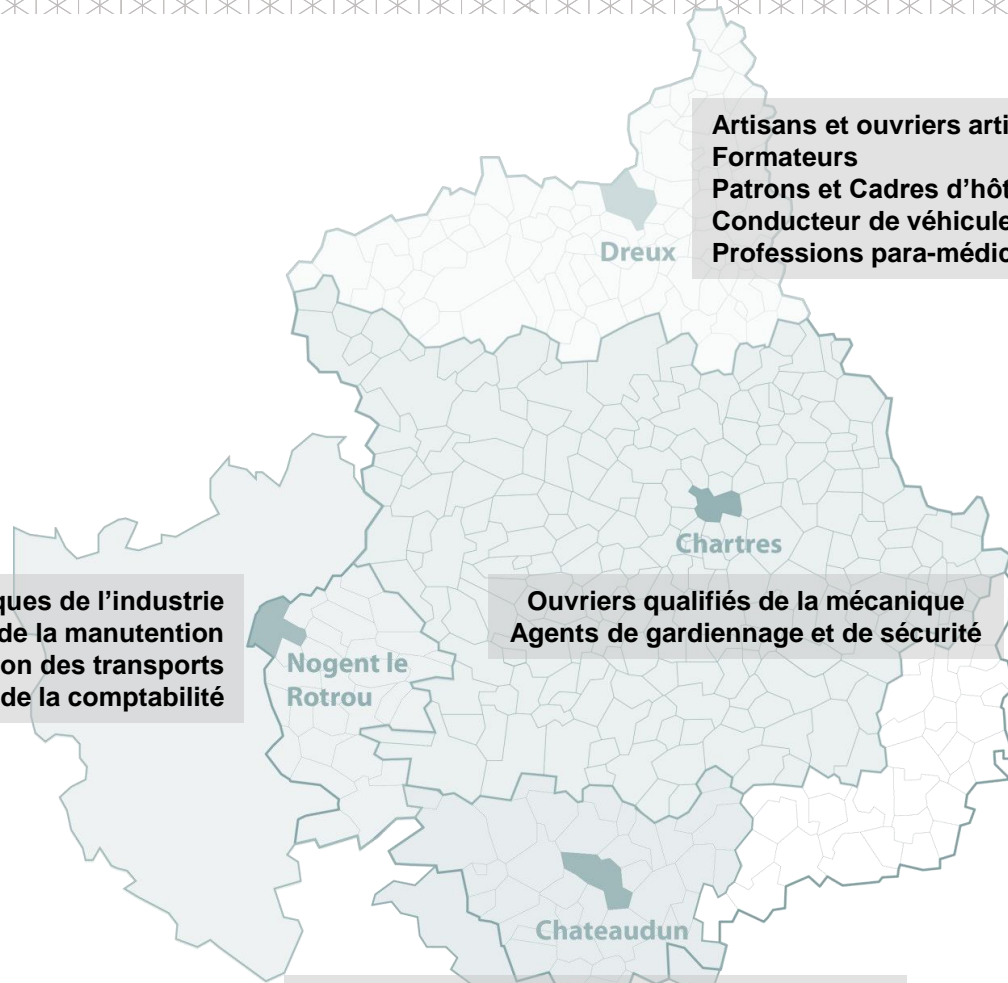 Artisans et ouvriers arti
Formateurs
Patrons et Cadres d’hôt
Conducteur de véhicule
Professions para-médic
Dreux
Chartres
ques de l’industrie
de la manutention
on des transports
de la comptabilité
Nogent le
Rotrou
Ouvriers qualifiés de la mécanique
Agents de gardiennage et de sécurité
Chateaudun